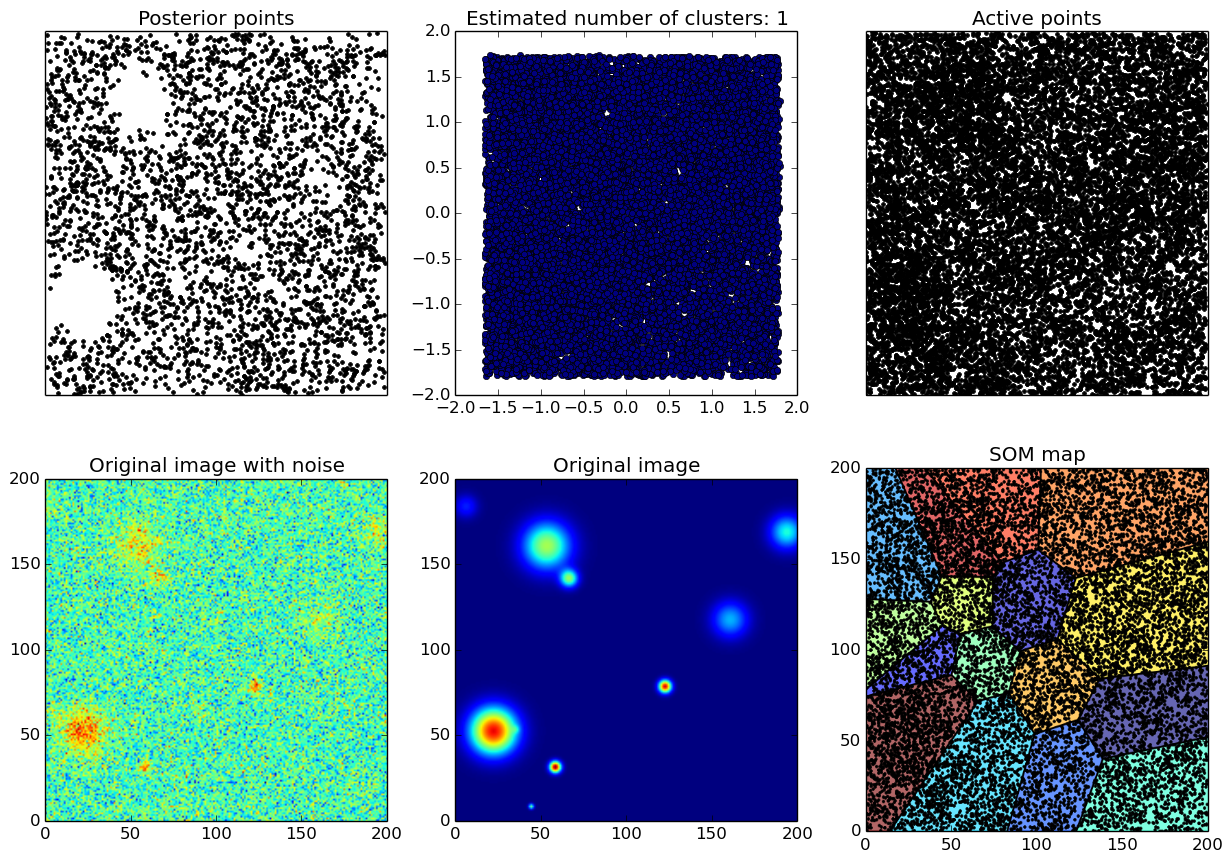 Posterior points
Estimated number of clusters: 1
Active points
2.0
1.5
1.0
0.5
0.0
−0.5
−1.0
−1.5
−2.0
−2.0 −1.5 −1.0 −0.5 0.0 0.5 1.0 1.5 2.0
Original image with noise
Original image
SOM map
200
150
100
50
0
0 50 100 150 200
200
150
100
50
0
0 50 100 150 200
200
150
100
50
0
0 50 100 150 200